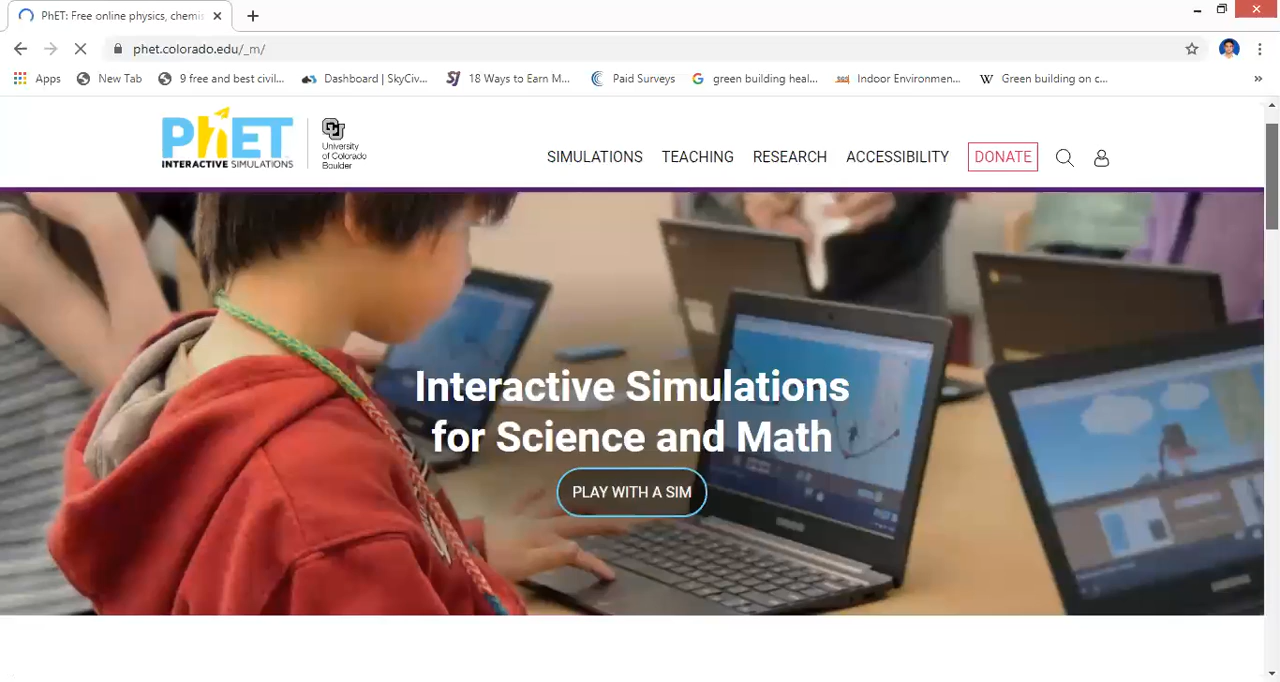 PhET: Free online physics, chemis
phet.colorado.edu/_m/
Apps
New Tab
9 free and best civil...
Dashboard | SkyCiv...
18 Ways to Earn M...
Paid Surveys
green building heal...
Indoor Environmen...
Green building on c...
PhET
INTERACTIVE SIMULATIONS
University
of Colorado
Boulder
SIMULATIONS
TEACHING
RESEARCH
ACCESSIBILITY
DONATE
Interactive Simulations
for Science and Math
PLAY WITH A SIM